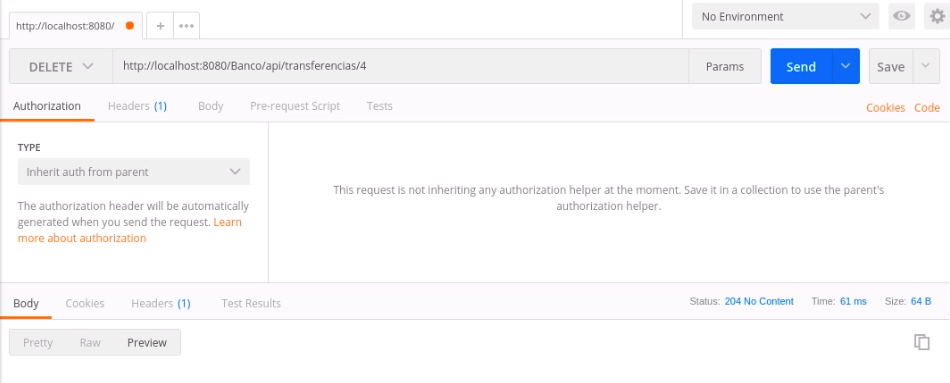 http://localhost:8080/
+
•••
No Environment
DELETE
http://localhost:8080/Banco/api/transferencias/4
Params
Send
Save
Authorization
Headers (1)
Body
Pre-request Script
Tests
Cookies
Code
TYPE
Inherit auth from parent
The authorization header will be automatically
generated when you send the request. Learn
more about authorization
This request is not inheriting any authorization helper at the moment. Save it in a collection to use the parent's
authorization helper.
Body
Cookies
Headers (1)
Test Results
Status: 204 No Content
Time: 61 ms
Size: 64 B
Pretty
Raw
Preview